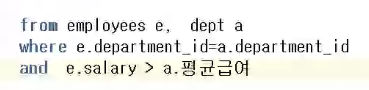 from employees e, dept a
where e.department_id=a.department_id
and e.salary > a.평균급여